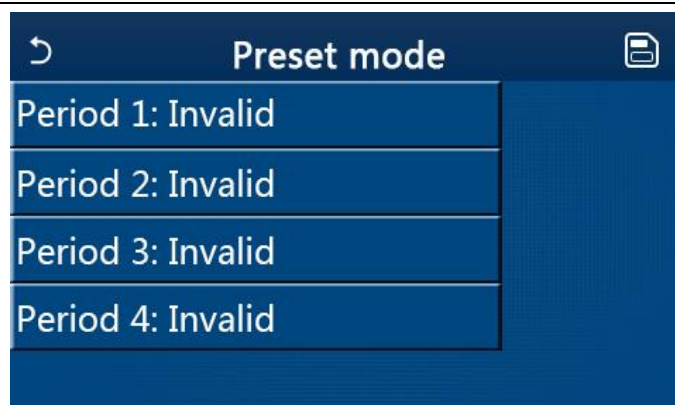 Preset mode
Period 1: Invalid
Period 2: Invalid
Period 3: Invalid
Period 4: Invalid